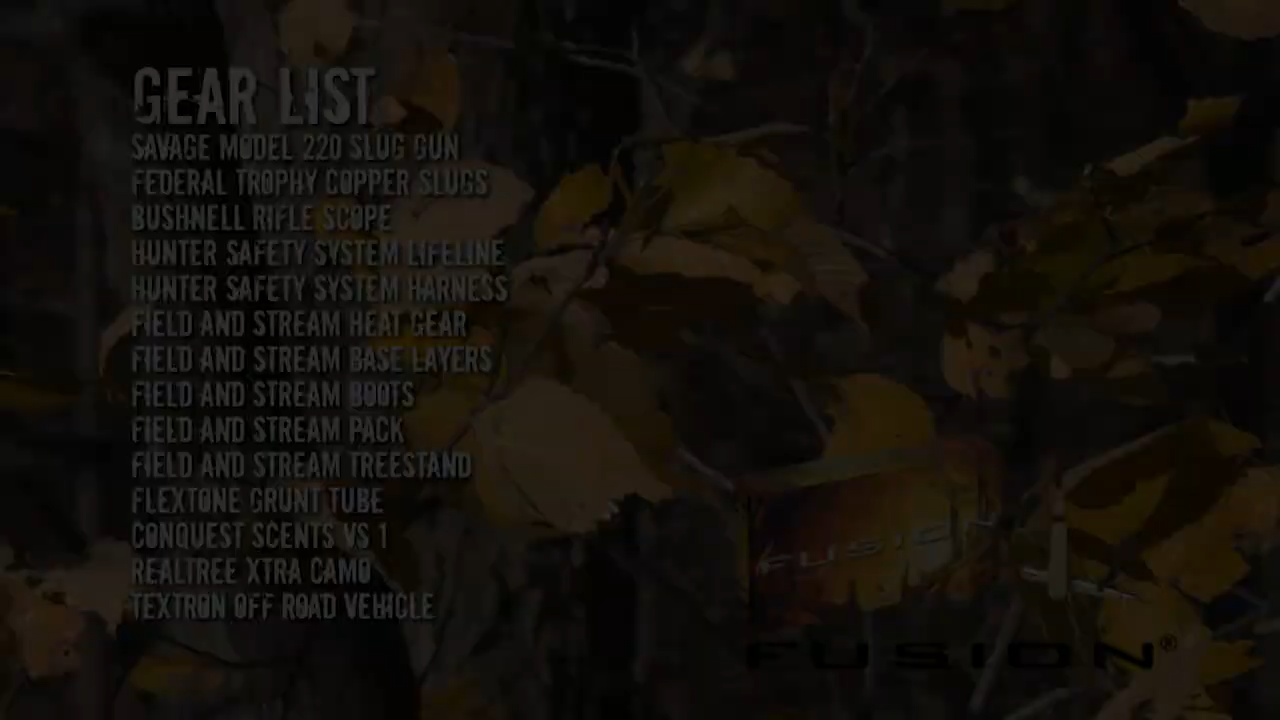 GEAR LIST
SAVAGE MODEL 220 SLUG GUN
FEDERAL TROPHY COPPER SLUGS
BUSHNELL RIFLE SCOPE
HUNTER SAFETY SYSTEM LIFELINE
HUNTER SAFETY SYSTEM HARNESS
FIELD AND STREAM HEAT GEAR
FIELD AND STREAM BASE LAYERS
FIELD AND STREAM BOOTS
FIELD AND STREAM PACK
FIELD AND STREAM TREESTAND
FLEXTONE GRUNT TUBE
CONQUEST SCENTS VS 1
REALTREE XTRA CAMO
TEXTRON OFF ROAD VEHICLE
FUSION
FUSION®